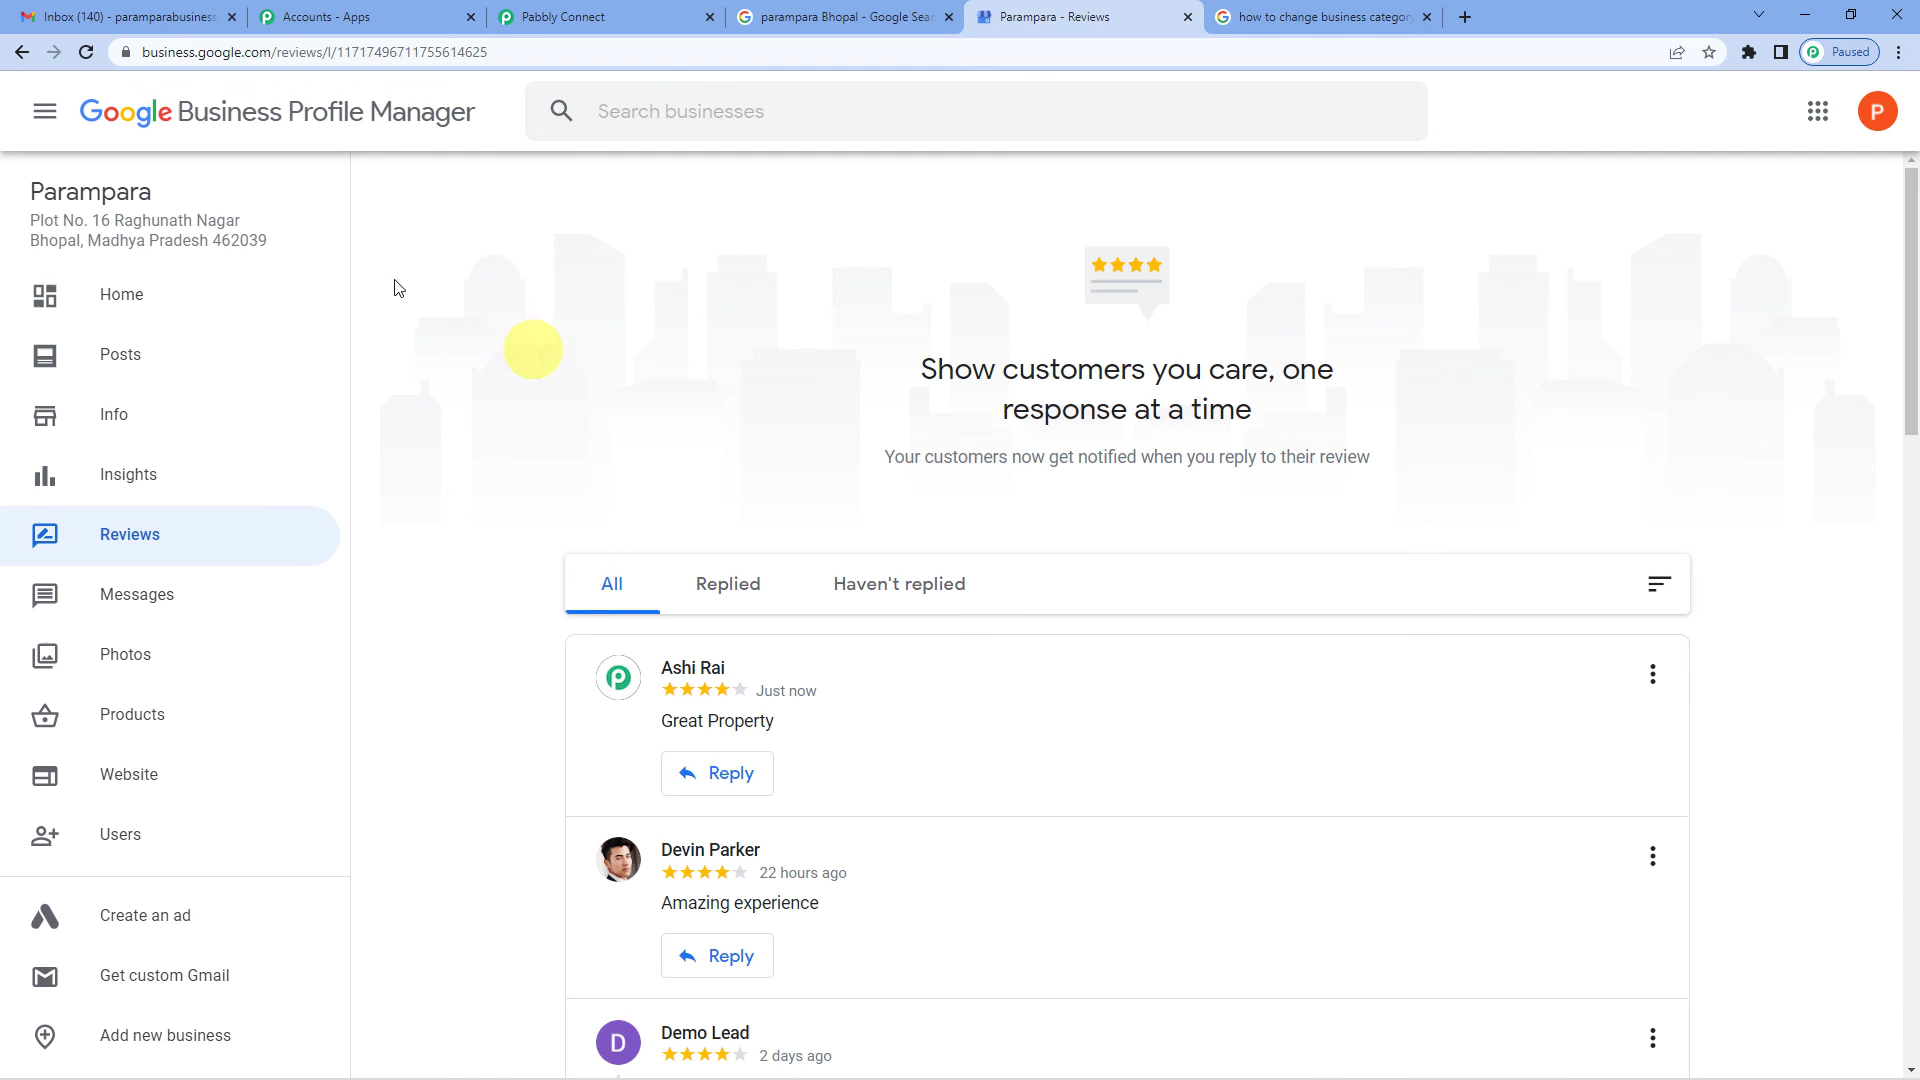 Inbox (140) - paramparabusiness
Accounts - Apps
Pabbly Connect
parampara Bhopal - Google Sear
Parampara - Reviews
how to change business category
business.google.com/reviews/l/11717496711755614625
Paused
Google Business Profile Manager
Search businesses
P
Parampara
Plot No. 16 Raghunath Nagar
Bhopal, Madhya Pradesh 462039
Home
Posts
Info
Insights
Reviews
Messages
Photos
Products
Website
Users
Create an ad
Get custom Gmail
Add new business
Show customers you care, one
response at a time
Your customers now get notified when you reply to their review
All
Replied
Haven't replied
Ashi Rai
Just now
Great Property
Reply
Devin Parker
22 hours ago
Amazing experience
Reply
D
Demo Lead
2 days ago